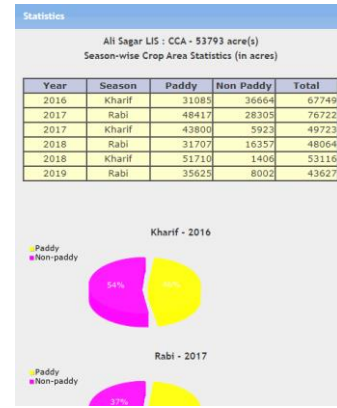 Statistics
Ali Sagar LIS : CCA - 53793 acre(s)
Season-wise Crop Area Statistics (in acres)
Year Season Paddy Non Paddy Total
2016 Kharif 31085 36664 67749
2017 Rabi 48417 28305 76722
2017 Kharif 43800 5923 49723
2018 Rabi 31707 16357 48064
2018 Kharif 51710 1406 53116
2019 Rabi 35625 8002 43627
Kharif - 2016
Paddy
Non-paddy
54% 46%
Rabi - 2017
Paddy
Non-paddy
37%